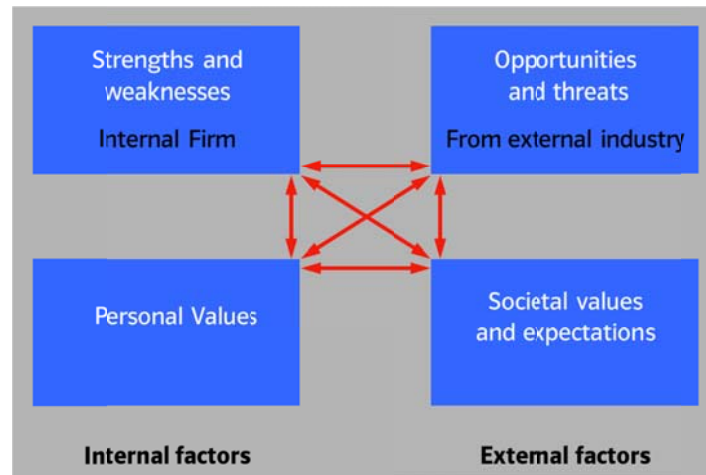 Strengths and
weaknesses
Internal Firm
Opportunities
and threats
From external industry
Personal Values
Societal values
and expectations
Internal factors
External factors